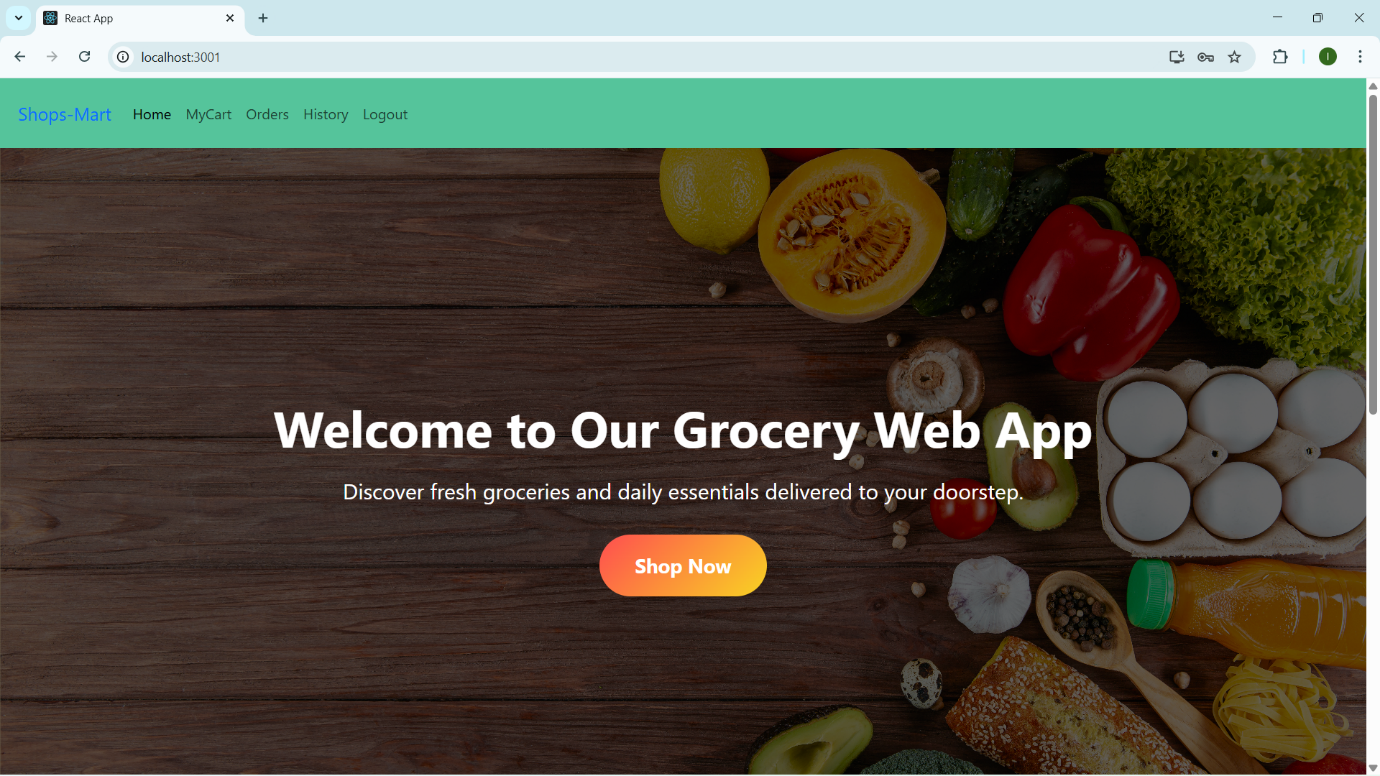 React App
localhost:3001
I
Shops-Mart Home MyCart Orders History Logout
Welcome to Our Grocery Web App
Discover fresh groceries and daily essentials delivered to your doorstep.
Shop Now